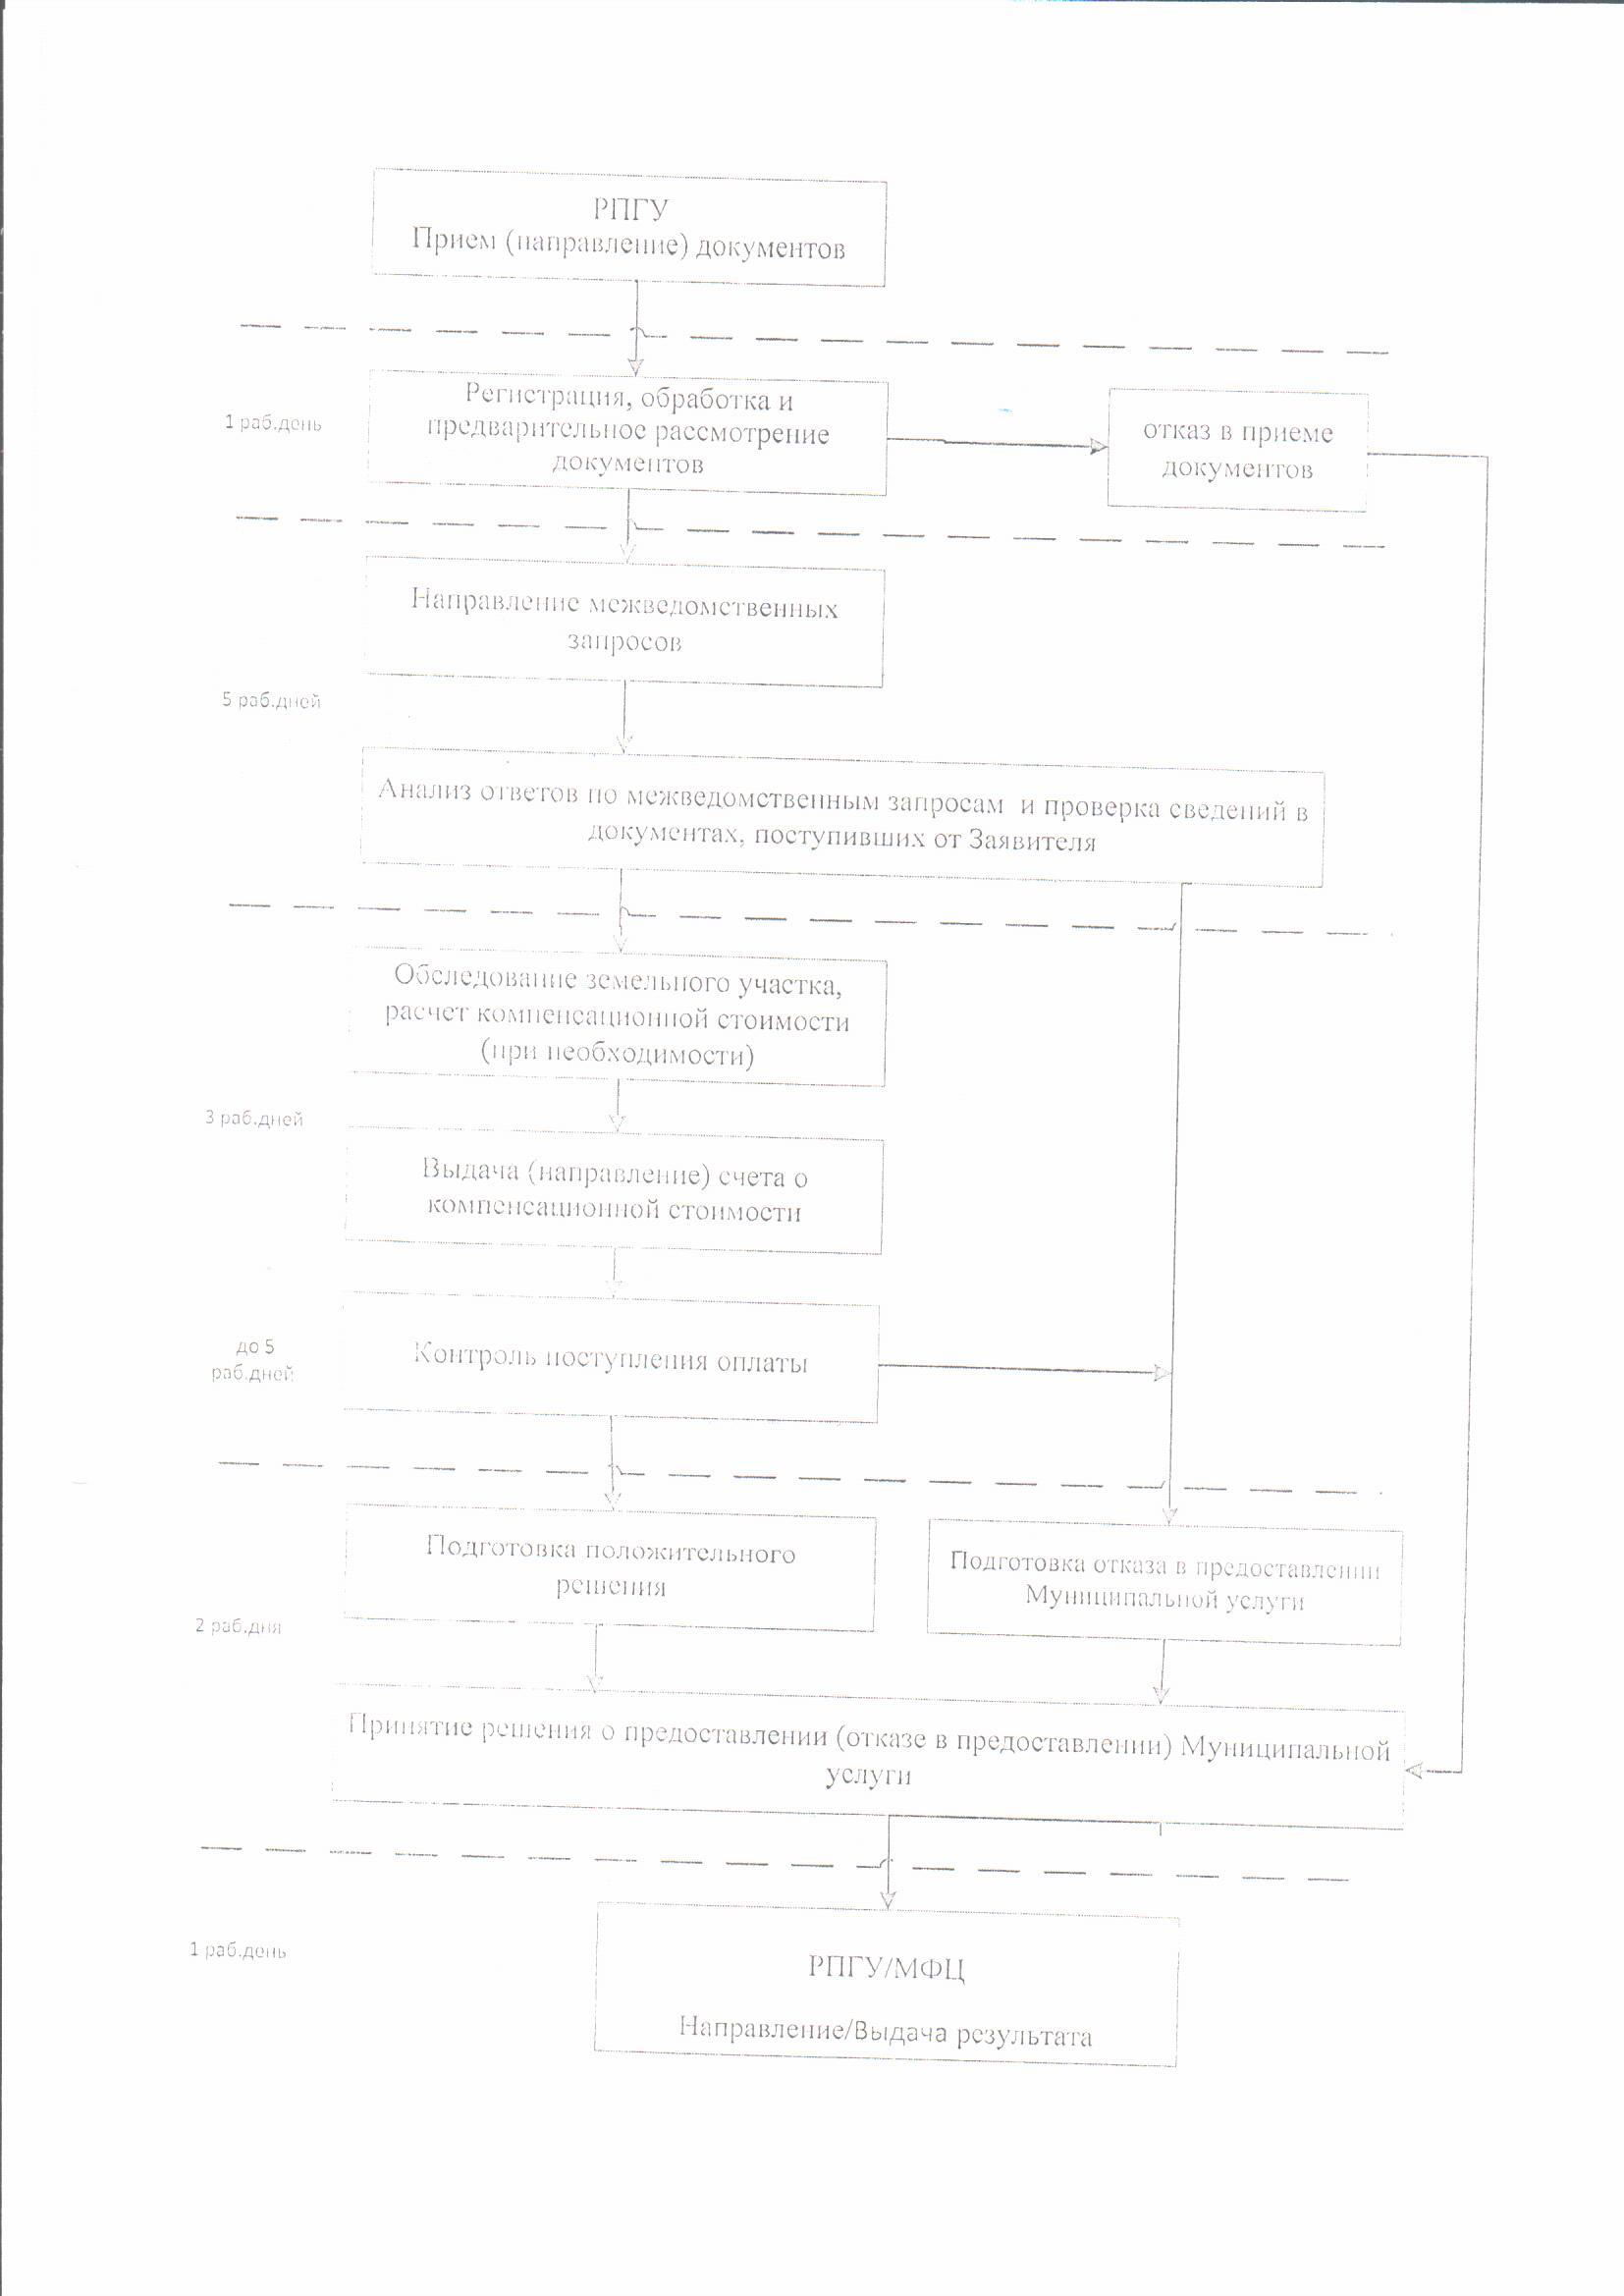 РПГУ
Прием (направление) документов
1 раб.день
Регистрация, обработка и
предварительное рассмотрение
документов
отказ в приеме
документов
Направление межведомственных
запросов
5 раб.дней
Анализ ответов по межведомственным запросам и проверка сведений в
документах, поступивших от Заявителя
Обследование земельного участка,
расчет компенсационной стоимости
(при необходимости)
3 раб.дней
Выдача (направление) счета о
компенсационной стоимости
до 5
раб.дней
Контроль поступления оплаты
Подготовка положительного
решения
Подготовка отказа в предоставлении
Муниципальной услуги
2 раб.дня
Принятие решения о предоставлении (отказе в предоставлении) Муниципальной
услуги
1 раб.день
РПГУ/МФЦ
Направление/Выдача результата